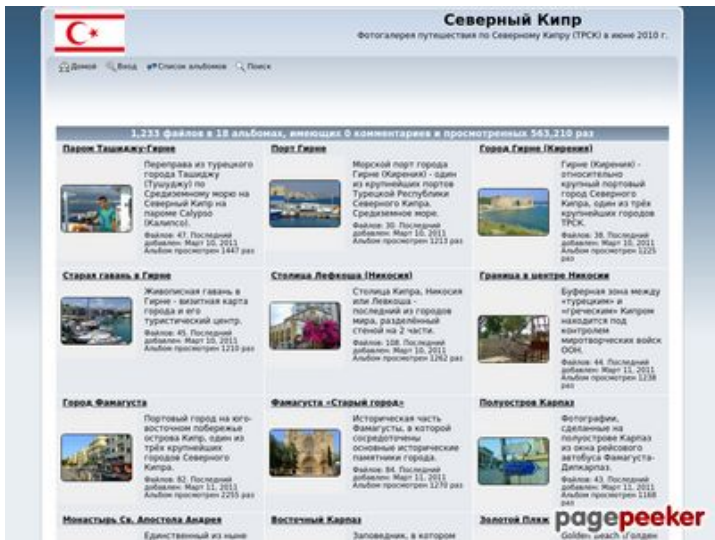 Северный Кипр
Фотогалерея путешествия по Северному Кипру (ТРСК) в июне 2010 г.
Домой Вход Список альбомов Поиск
1,233 файлов в 18 альбомах, имеющих 0 комментариев и просмотренных 563,210 раз
Паром Ташиджу-Гирне
Переправа из турецкого
города Ташиджу
(Тушуджу) по
Средиземному морю на
Северный Кипр на
пароме Calypso
(Калипсо).
Файлов: 47. Последний
добавлен: Март 10, 2011
Альбом просмотрен 1447 раз
Порт Гирне
Морской порт города
Гирне (Кирения) - один
из крупнейших портов
Турецкой Республики
Северного Кипра.
Средиземное море.
Файлов: 30. Последний
добавлен: Март 10, 2011
Альбом просмотрен 1213 раз
Город Гирне (Кирения)
Гирне (Кирения) -
относительно
крупный портовый
город Северного
Кипра, один из трёх
крупнейших городов
ТРСК.
Файлов: 38. Последний
добавлен: Март 10, 2011
Альбом просмотрен 1225
раз
Старая гавань в Гирне
Живописная гавань в
Гирне - визитная карта
города и его
туристический центр.
Файлов: 45. Последний
добавлен: Март 10, 2011
Альбом просмотрен 1210 раз
Столица Лефкоша (Никосия)
Столица Кипра, Никосия
или Левкоша -
последний из городов
мира, разделённый
стеной на 2 части.
Файлов: 108. Последний
добавлен: Март 10, 2011
Альбом просмотрен 1262 раз
Граница в центре Никосии
Буферная зона между
«турецким» и
«греческим» Кипром
находится под
контролем
миротворческих войск
ООН.
Файлов: 44. Последний
добавлен: Март 11, 2011
Альбом просмотрен 1238
раз
Город Фамагуста
Портовый город на юго-
восточном побережье
острова Кипр, один из
трёх крупнейших
городов Северного
Кипра.
Файлов: 82. Последний
добавлен: Март 11, 2011
Альбом просмотрен 2255 раз
Фамагуста «Старый город»
Историческая часть
Фамагусты, в которой
сосредоточены
основные исторические
памятники города.
Файлов: 84. Последний
добавлен: Март 11, 2011
Альбом просмотрен 1270 раз
Полуостров Карпаз
Фотографии,
сделанные на
полуострове Карпаз
из окна рейсового
автобуса Фамагуста-
Дипкарпаз.
Файлов: 43. Последний
добавлен: Март 11, 2011
Альбом просмотрен 1168
раз
Монастырь Св. Апостола Андрея
Единственный из ныне
Восточный Карпаз
Заповедник, в котором
Золотой Пляж
Golden Beach (Голден
pagepeeker